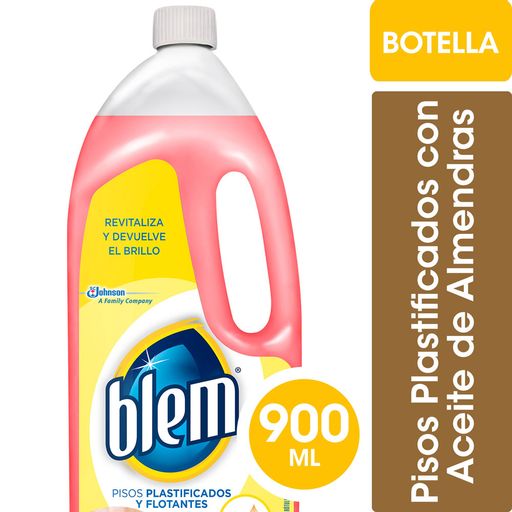 REVITALIZA
Y DEVUELVE
EL BRILLO
SC Johnson
A Family Company
blem®
PISOS PLASTIFICADOS
Y FLOTANTES
900
ML
BOTELLA
Pisos Plastificados con
Aceite de Almendras